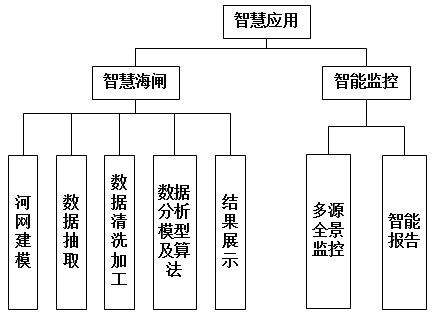 智慧应用
智慧海闸
智能监控
河网建模
数据抽取
数据清洗加工
数据
分析
模型
及算
法
结果展示
多源
全景
监控
智能
报告